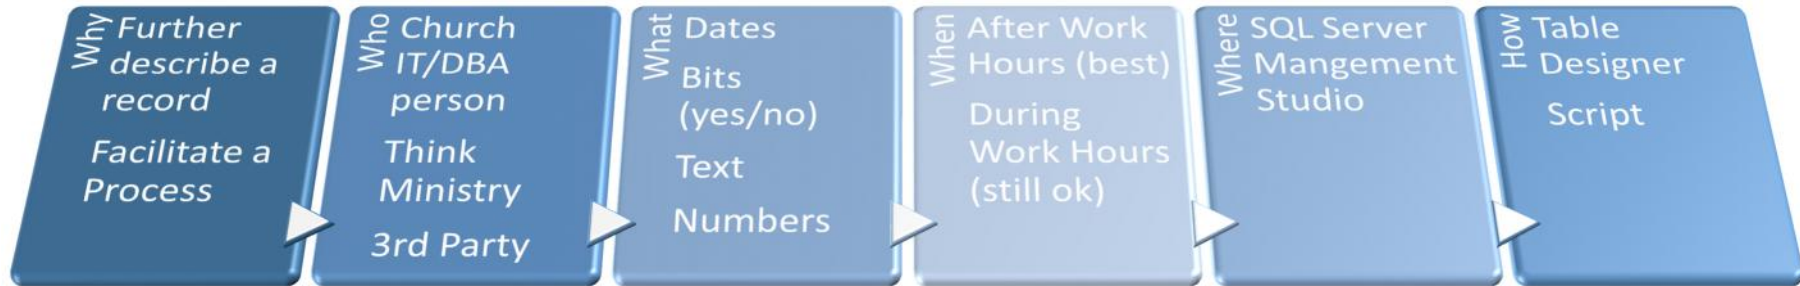 Why
Further
describe a
record
Facilitate a
Process
Who
Church
IT/DBA
person
Think
Ministry
3rd Party
What
Dates
Bits
(yes/no)
Text
Numbers
When
After Work
Hours (best)
During
Work Hours
(still ok)
Where
SQL Server
Mangement
Studio
How
Table
Designer
Script